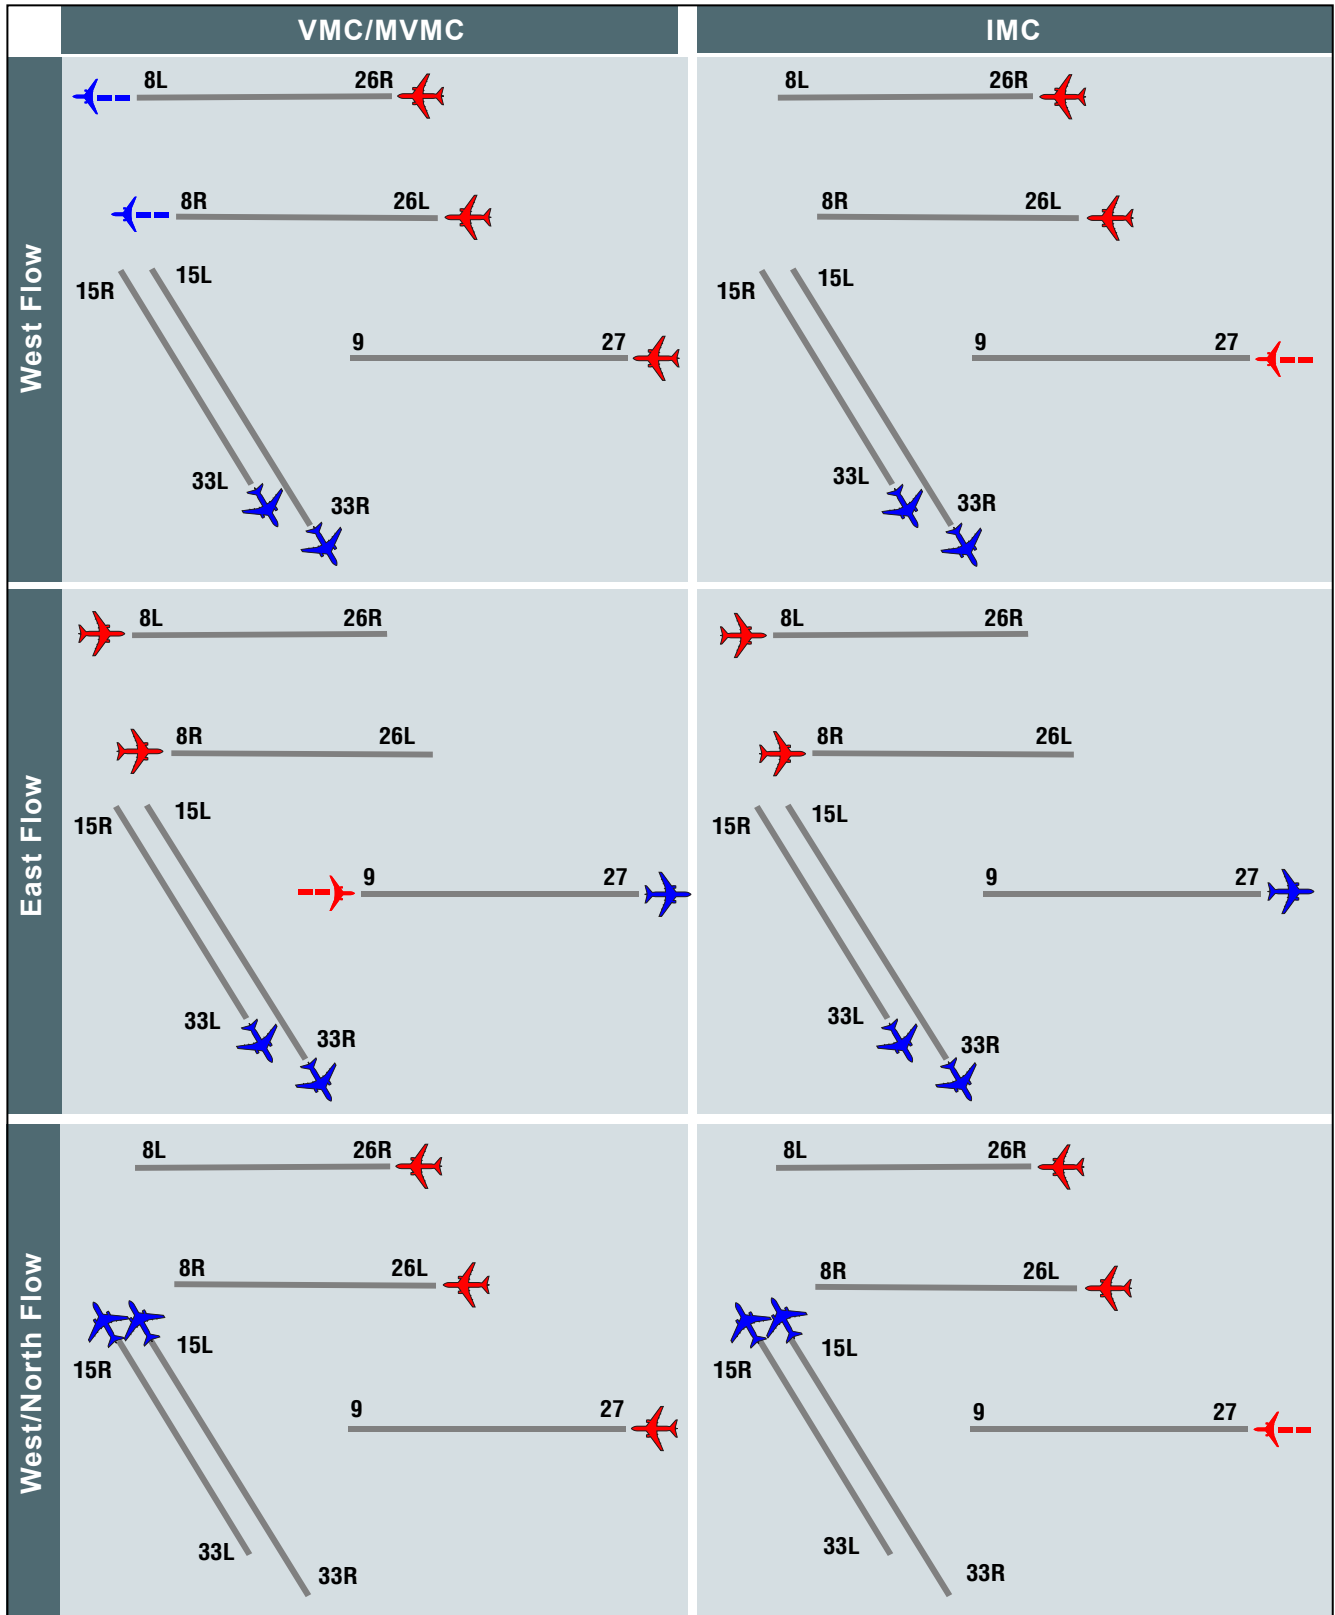 VMC/MVMC
IMC
West Flow
8L 26R
8R 26L
15R 15L
9 27
33L
33R
8L 26R
8R 26L
15R 15L
9 27
33L
33R
East Flow
8L 26R
8R 26L
15R 15L
9 27
33L
33R
8L 26R
8R 26L
15R 15L
9 27
33L
33R
West/North Flow
8L 26R
8R 26L
15R 15L
9 27
33L
33R
8L 26R
8R 26L
15R 15L
9 27
33L
33R